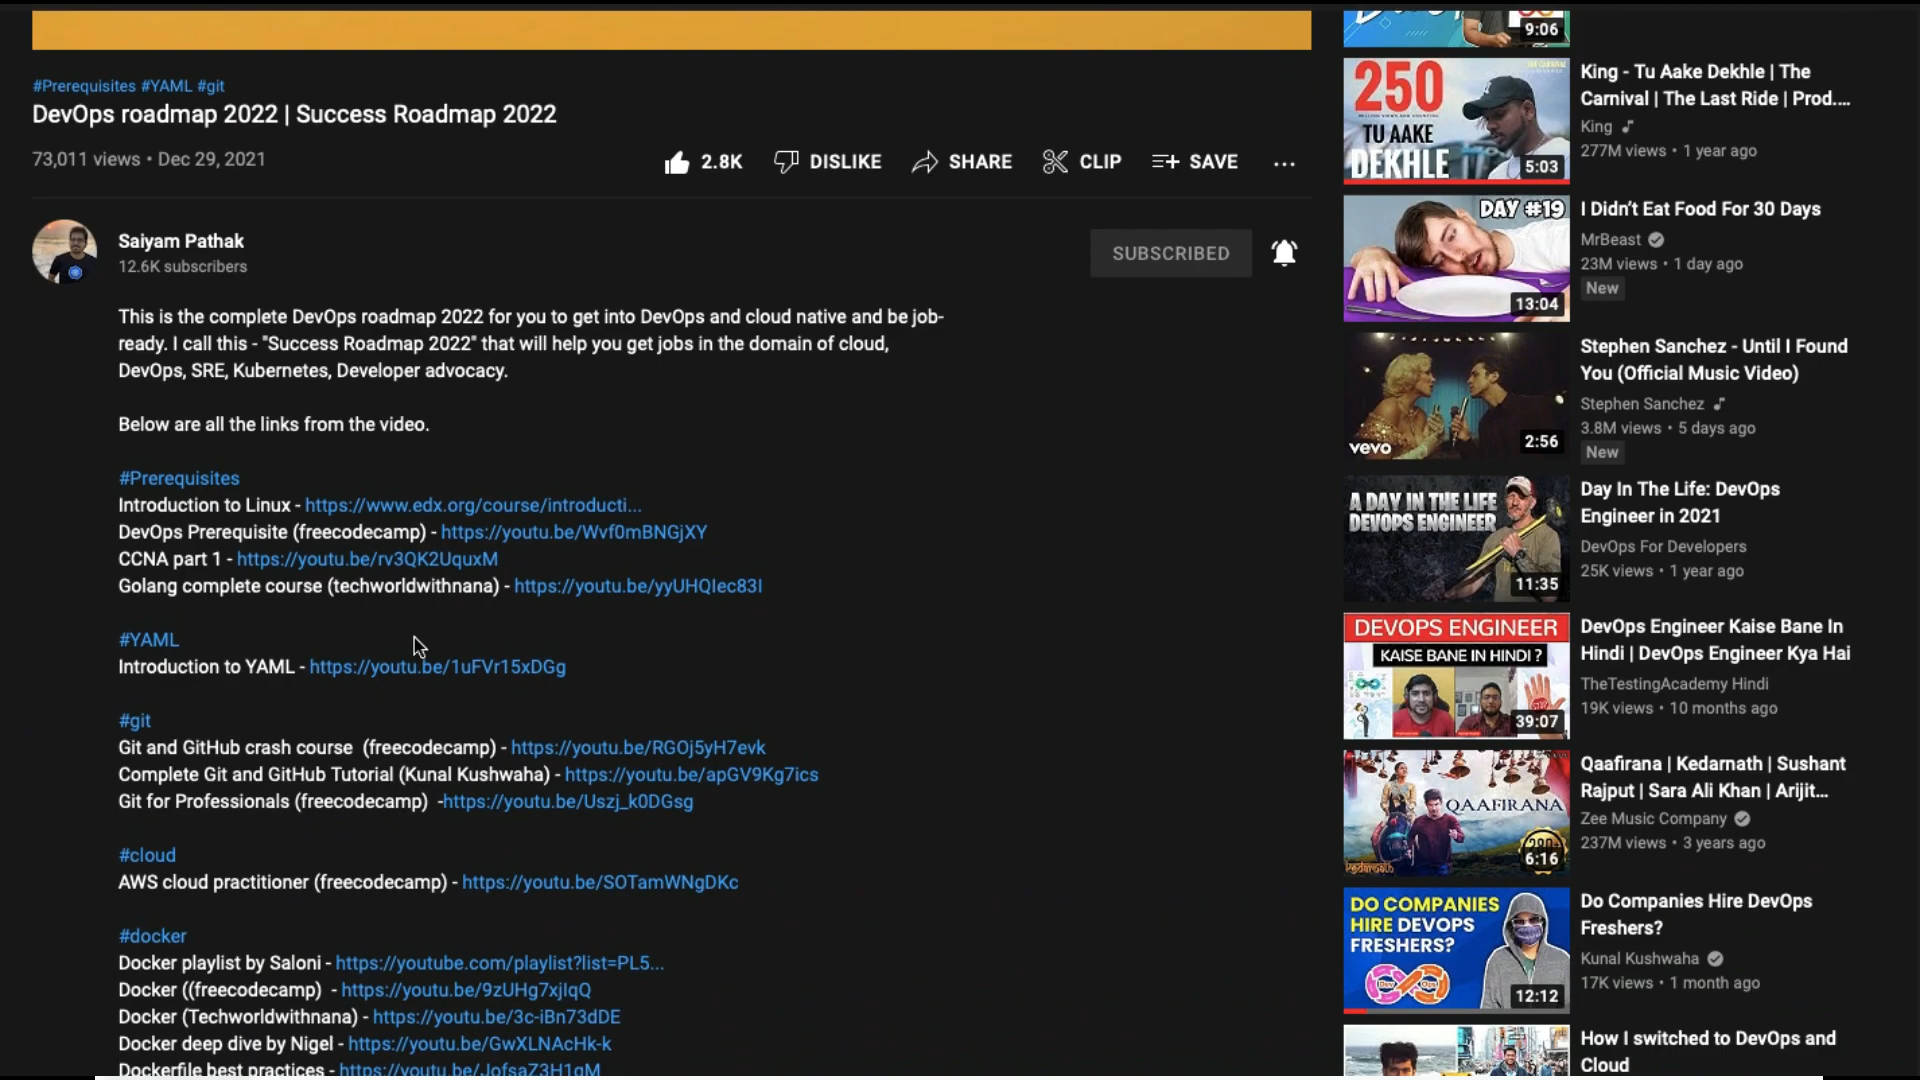 #Prerequisites #YAML #git
DevOps roadmap 2022 | Success Roadmap 2022
73,011 views • Dec 29, 2021
2.8K
DISLIKE
SHARE
CLIP
SAVE
Saiyam Pathak
12.6K subscribers
SUBSCRIBED
This is the complete DevOps roadmap 2022 for you to get into DevOps and cloud native and be job-
ready. I call this - "Success Roadmap 2022" that will help you get jobs in the domain of cloud,
DevOps, SRE, Kubernetes, Developer advocacy.
Below are all the links from the video.
#Prerequisites
Introduction to Linux - https://www.edx.org/course/introducti...
DevOps Prerequisite (freecodecamp) - https://youtu.be/Wvf0mBNGjXY
CCNA part 1 - https://youtu.be/rv3QK2UquxM
Golang complete course (techworldwithnana) - https://youtu.be/yyUHQIec83I
#YAML
Introduction to YAML - https://youtu.be/1uFVr15xDGg
#git
Git and GitHub crash course (freecodecamp) - https://youtu.be/RGOj5yH7evk
Complete Git and GitHub Tutorial (Kunal Kushwaha) - https://youtu.be/apGV9Kg7ics
Git for Professionals (freecodecamp) -https://youtu.be/Uszj_k0DGsg
#cloud
AWS cloud practitioner (freecodecamp) - https://youtu.be/SOTamWNgDKc
#docker
Docker playlist by Saloni - https://youtube.com/playlist?list=PL5...
Docker ((freecodecamp) - https://youtu.be/9zUHg7xjIqQ
Docker (Techworldwithnana) - https://youtu.be/3c-iBn73dDE
Docker deep dive by Nigel - https://youtu.be/GwXLNAcHk-k
Dockerfile best practices - https://youtu.be/JofsaZ3H1qM
9:06
250
TU AAKE
DEKHLE
5:03
King - Tu Aake Dekhle | The
Carnival | The Last Ride | Prod....
King
277M views • 1 year ago
DAY #19
13:04
I Didn't Eat Food For 30 Days
MrBeast
23M views • 1 day ago
New
vevo
2:56
Stephen Sanchez - Until I Found
You (Official Music Video)
Stephen Sanchez
3.8M views • 5 days ago
New
A DAY IN THE LIFE
DEVOPS ENGINEER
11:35
Day In The Life: DevOps
Engineer in 2021
DevOps For Developers
25K views • 1 year ago
DEVOPS ENGINEER
KAISE BANE IN HINDI ?
39:07
DevOps Engineer Kaise Bane In
Hindi | DevOps Engineer Kya Hai
TheTestingAcademy Hindi
19K views • 10 months ago
QAAFIRANA
kedarnath
6:16
Qaafirana | Kedarnath | Sushant
Rajput | Sara Ali Khan | Arijit...
Zee Music Company
237M views • 3 years ago
DO COMPANIES
HIRE DEVOPS
FRESHERS?
Dev Ops
12:12
Do Companies Hire DevOps
Freshers?
Kunal Kushwaha
17K views • 1 month ago
How I switched to DevOps and
Cloud